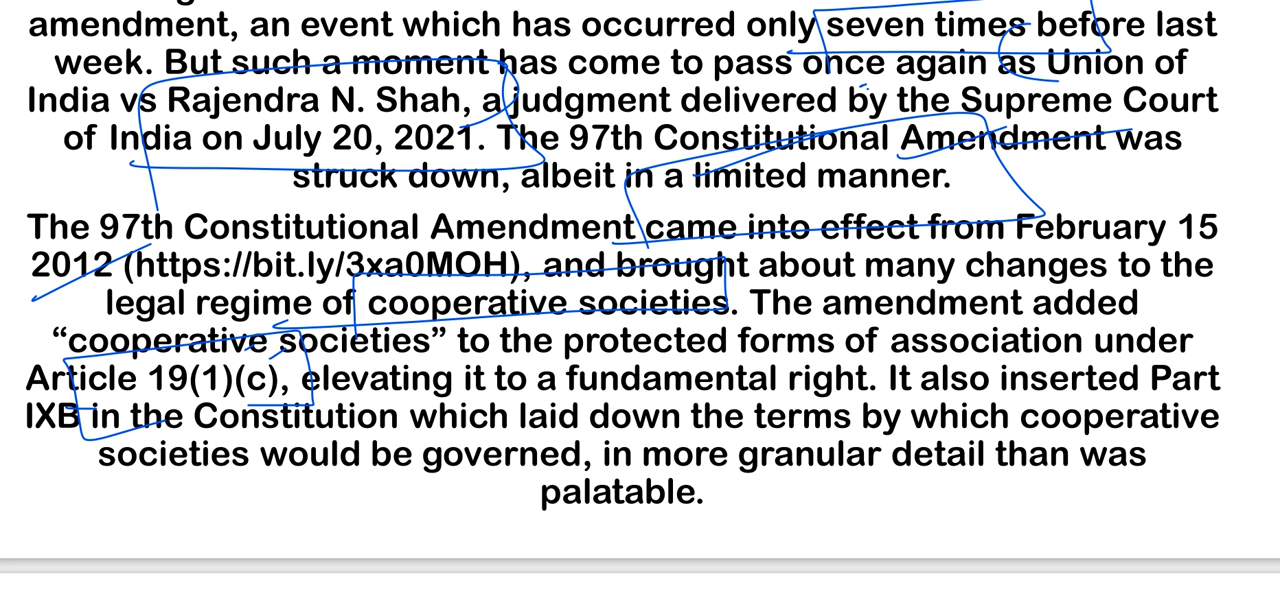 amendment, an event which has occurred only seven times before last
week. But such a moment has come to pass once again as Union of
India vs Rajendra N. Shah, a judgment delivered by the Supreme Court
of India on July 20, 2021. The 97th Constitutional Amendment was
struck down, albeit in a limited manner.
The 97th Constitutional Amendment came into effect from February 15
2012 (https://bit.ly/3xa0MOH), and brought about many changes to the
legal regime of cooperative societies. The amendment added
“cooperative societies” to the protected forms of association under
Article 19(1)(c), elevating it to a fundamental right. It also inserted Part
IXB in the Constitution which laid down the terms by which cooperative
societies would be governed, in more granular detail than was
palatable.